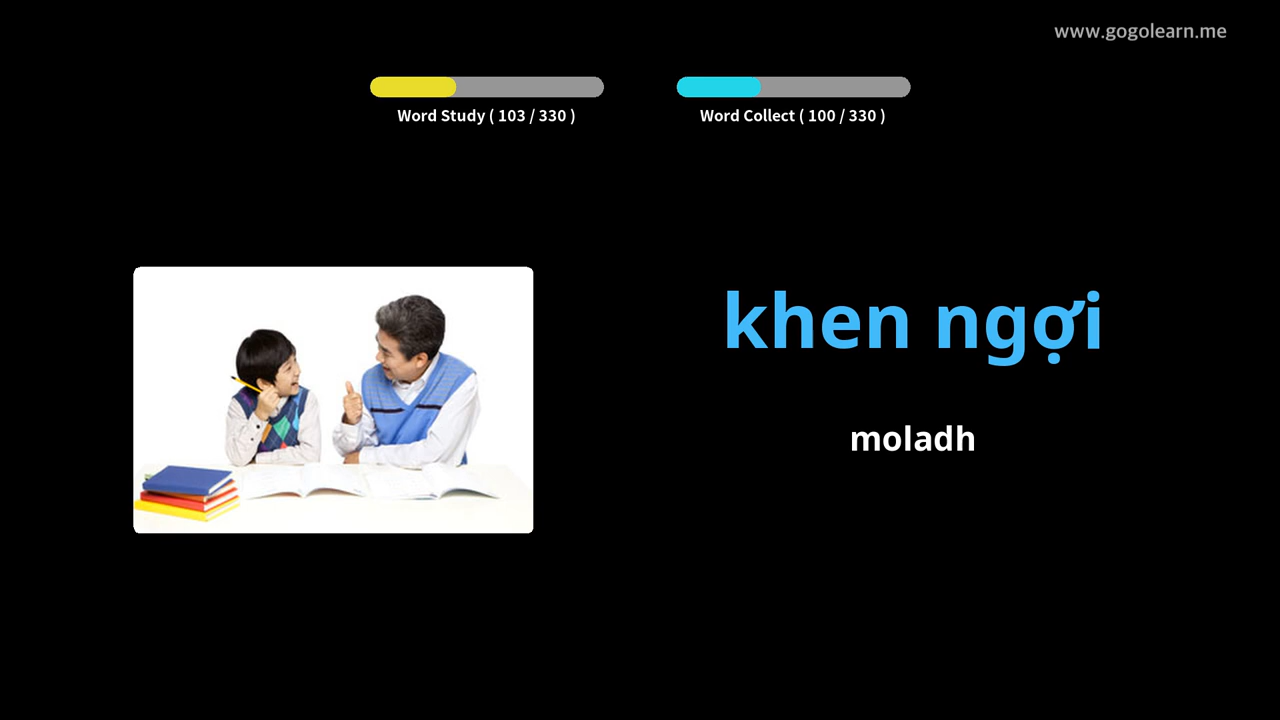 www.gogolearn.me
Word Study ( 103 / 330 )
Word Collect ( 100 / 330 )
khen ngợi
moladh